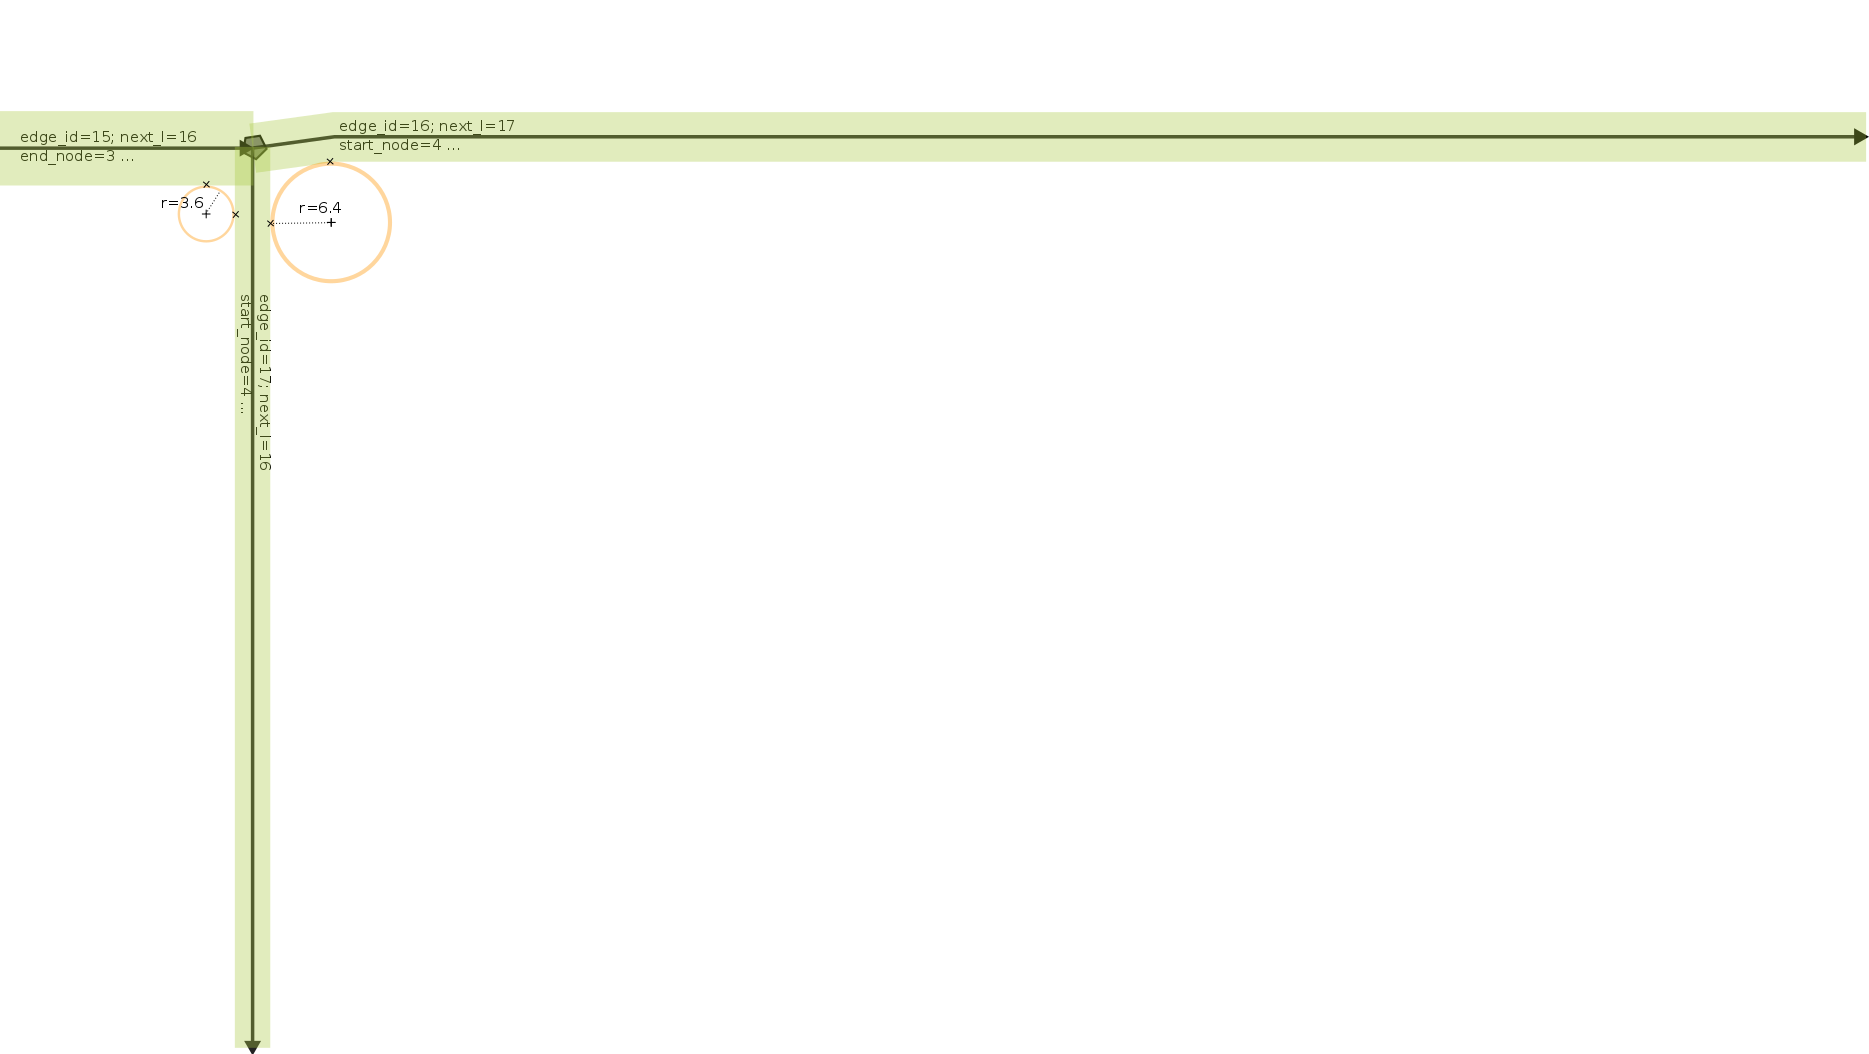 edge_id=15; next_l=16
end_node=3 ...
edge_id=16; next_l=17
start_node=4 ...
r=3.6
r=6.4
edge_id=17; next_l=16
start_node=4 ...